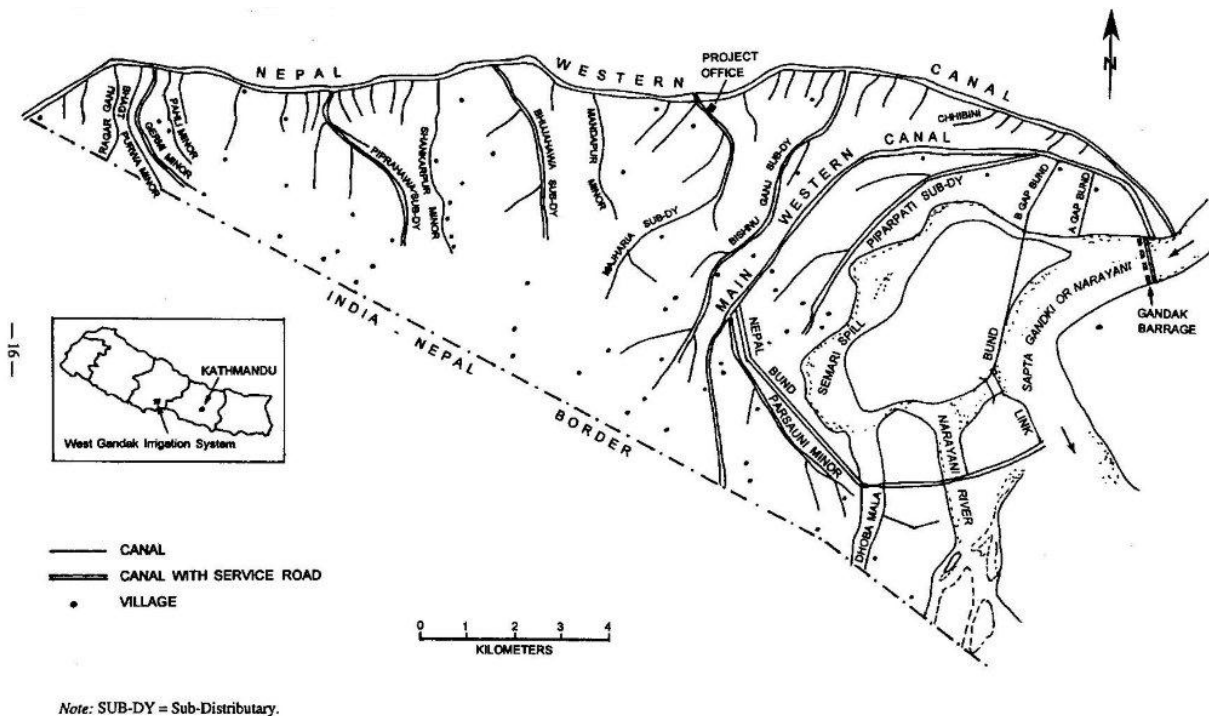 NEPAL WESTERN CANAL
PROJECT
OFFICE
N
CHHIBINI
RAGAR GANJ
BHAGAT PURWA MINOR
GERMI MINOR
PAHLI MINOR
PIPRAHAWA-SUB-DY
SHANKARPUR MINOR
BHUJAHAWA SUB-DY
MANDAPUR MINOR
MAJHARIA SUB-DY
BISHNU GANJ SUB-DY
MAIN WESTERN CANAL
PIPARPATI SUB-DY
B GAP BUND
A GAP BUND
SAPTA GANDKI OR NARAYANI
GANDAK
BARRAGE
SEMARI SPILL
BUND
LINK
NEPAL BUND
PARSAUNI MINOR
NARAYANI RIVER
DHOBA MALA
INDIA - NEPAL BORDER
KATHMANDU
West Gandak Irrigation System
—16—
CANAL
CANAL WITH SERVICE ROAD
VILLAGE
0 1 2 3 4
KILOMETERS
Note: SUB-DY = Sub-Distributary.